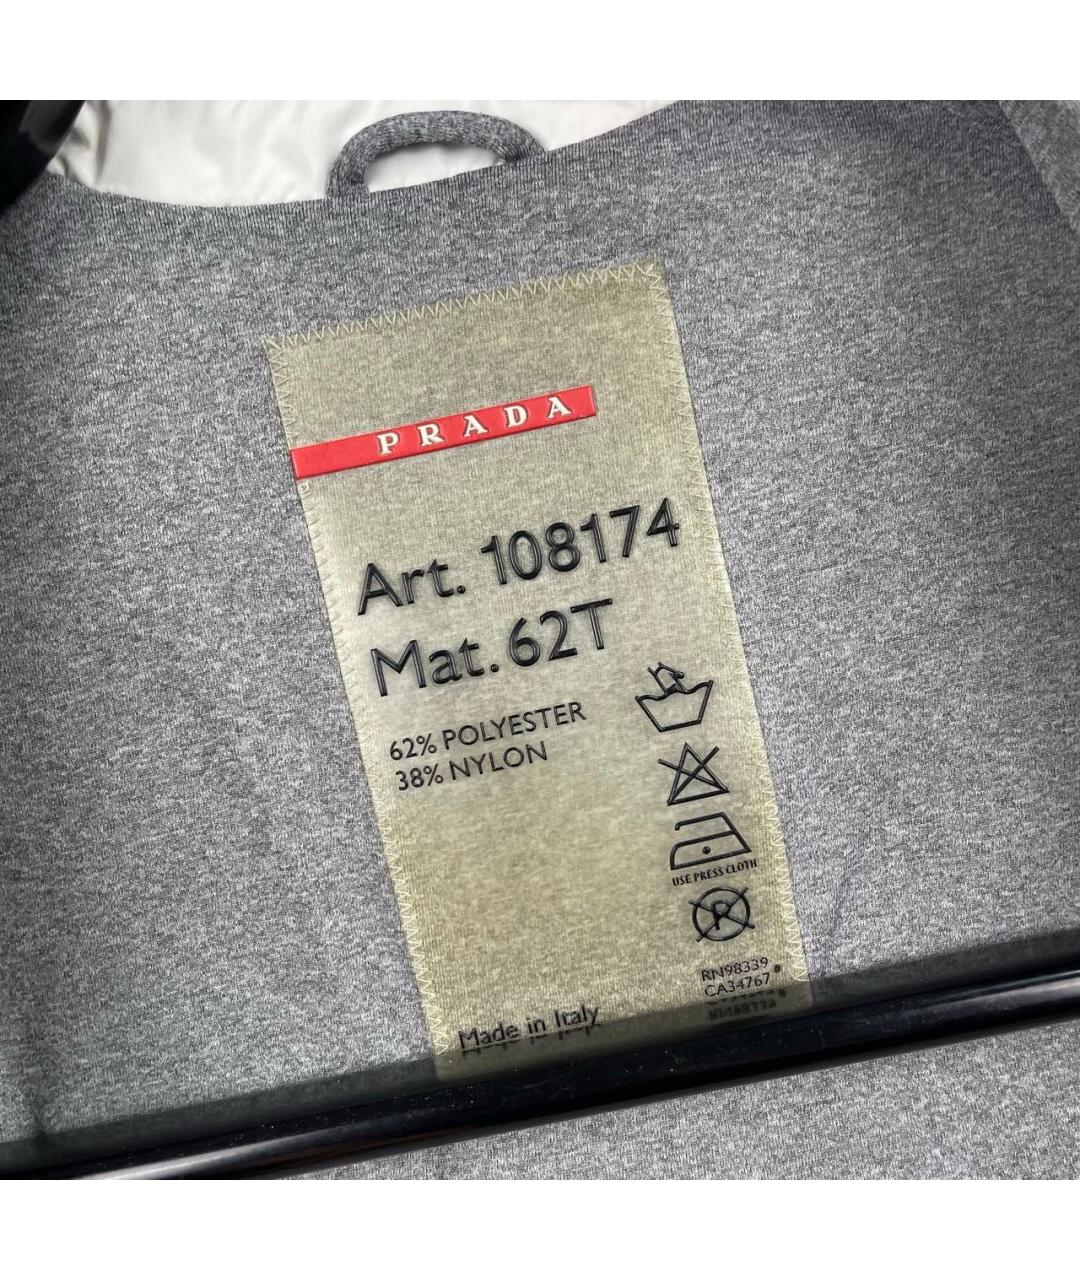 PRADA
Art. 108174
Mat. 62T
62% POLYESTER
38% NYLON
USE PRESS CLOTH
P
RN98339
CA34767
Made in Italy